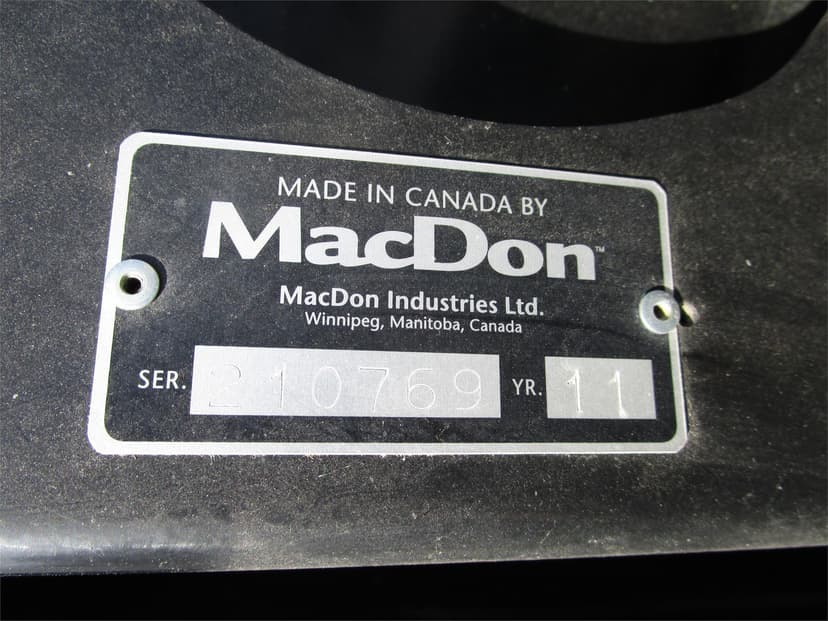 MADE IN CANADA BY
MacDon™
MacDon Industries Ltd.
Winnipeg, Manitoba, Canada
SER. 210769 YR. 11